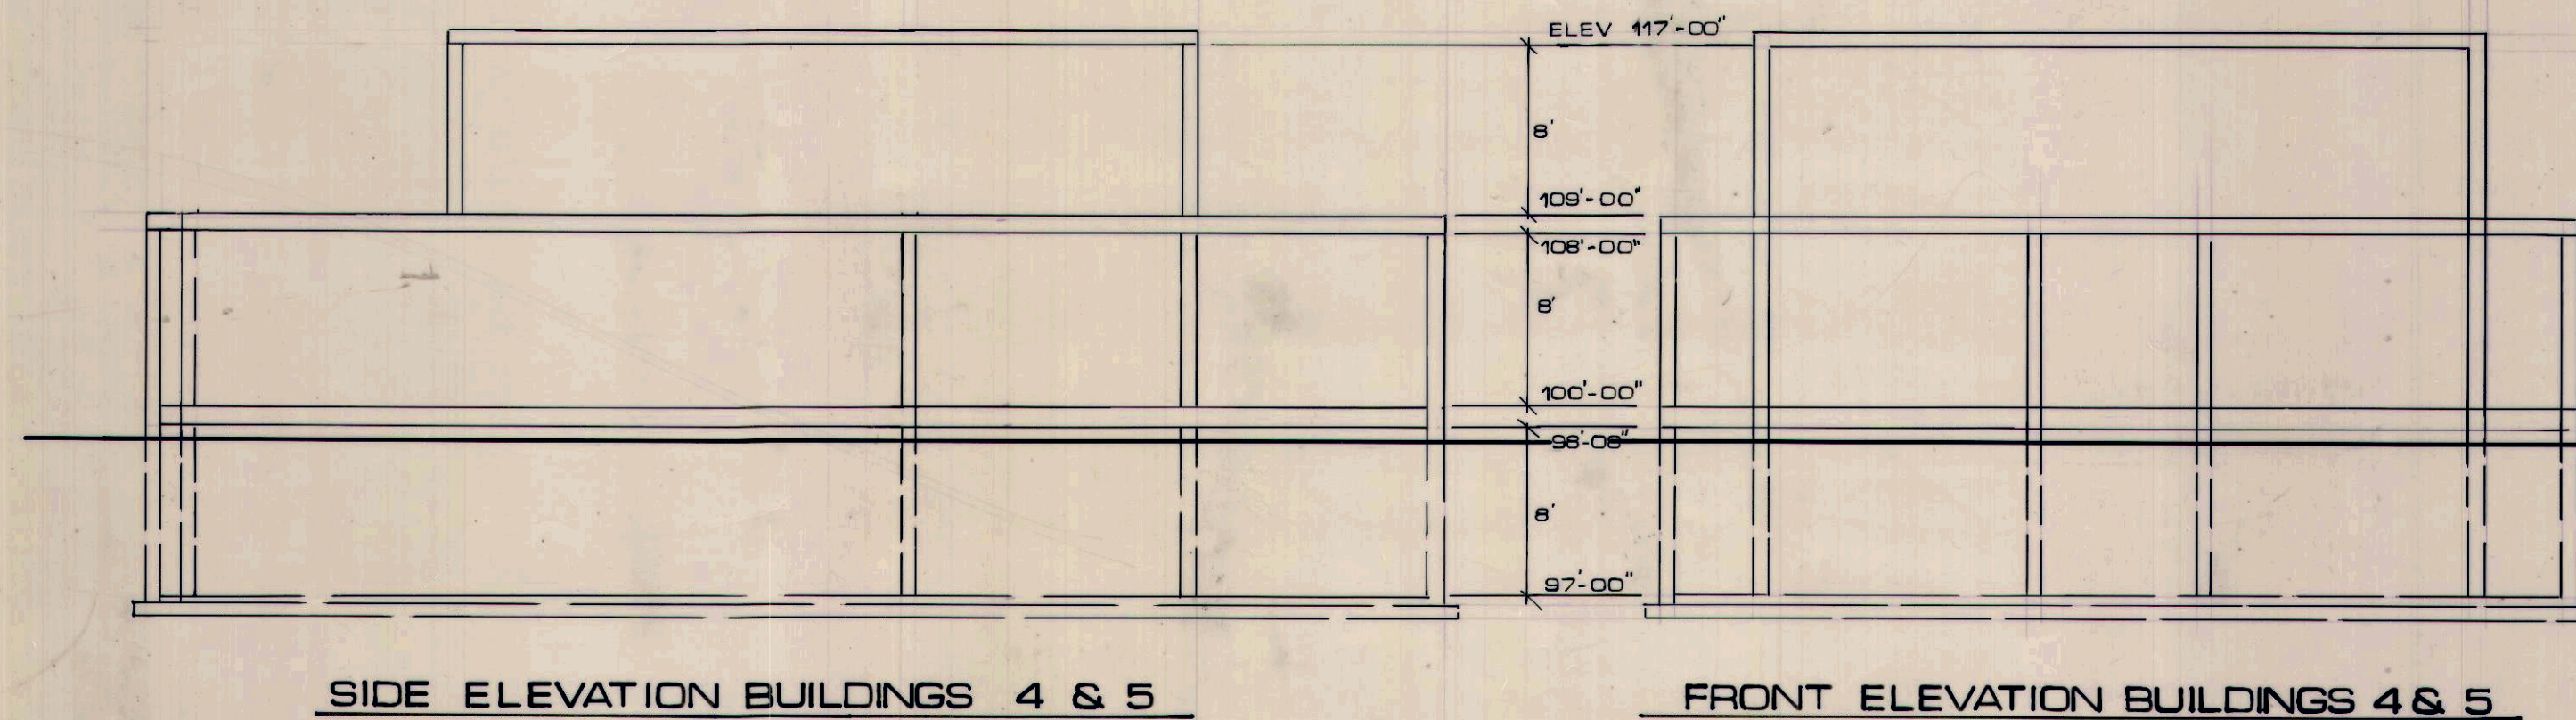 ELEV 117'-00"
8'
109'-00"
108'-00"
8'
100'-00"
98'-08"
8'
97'-00"
SIDE ELEVATION BUILDINGS 4 & 5
FRONT ELEVATION BUILDINGS 4 & 5